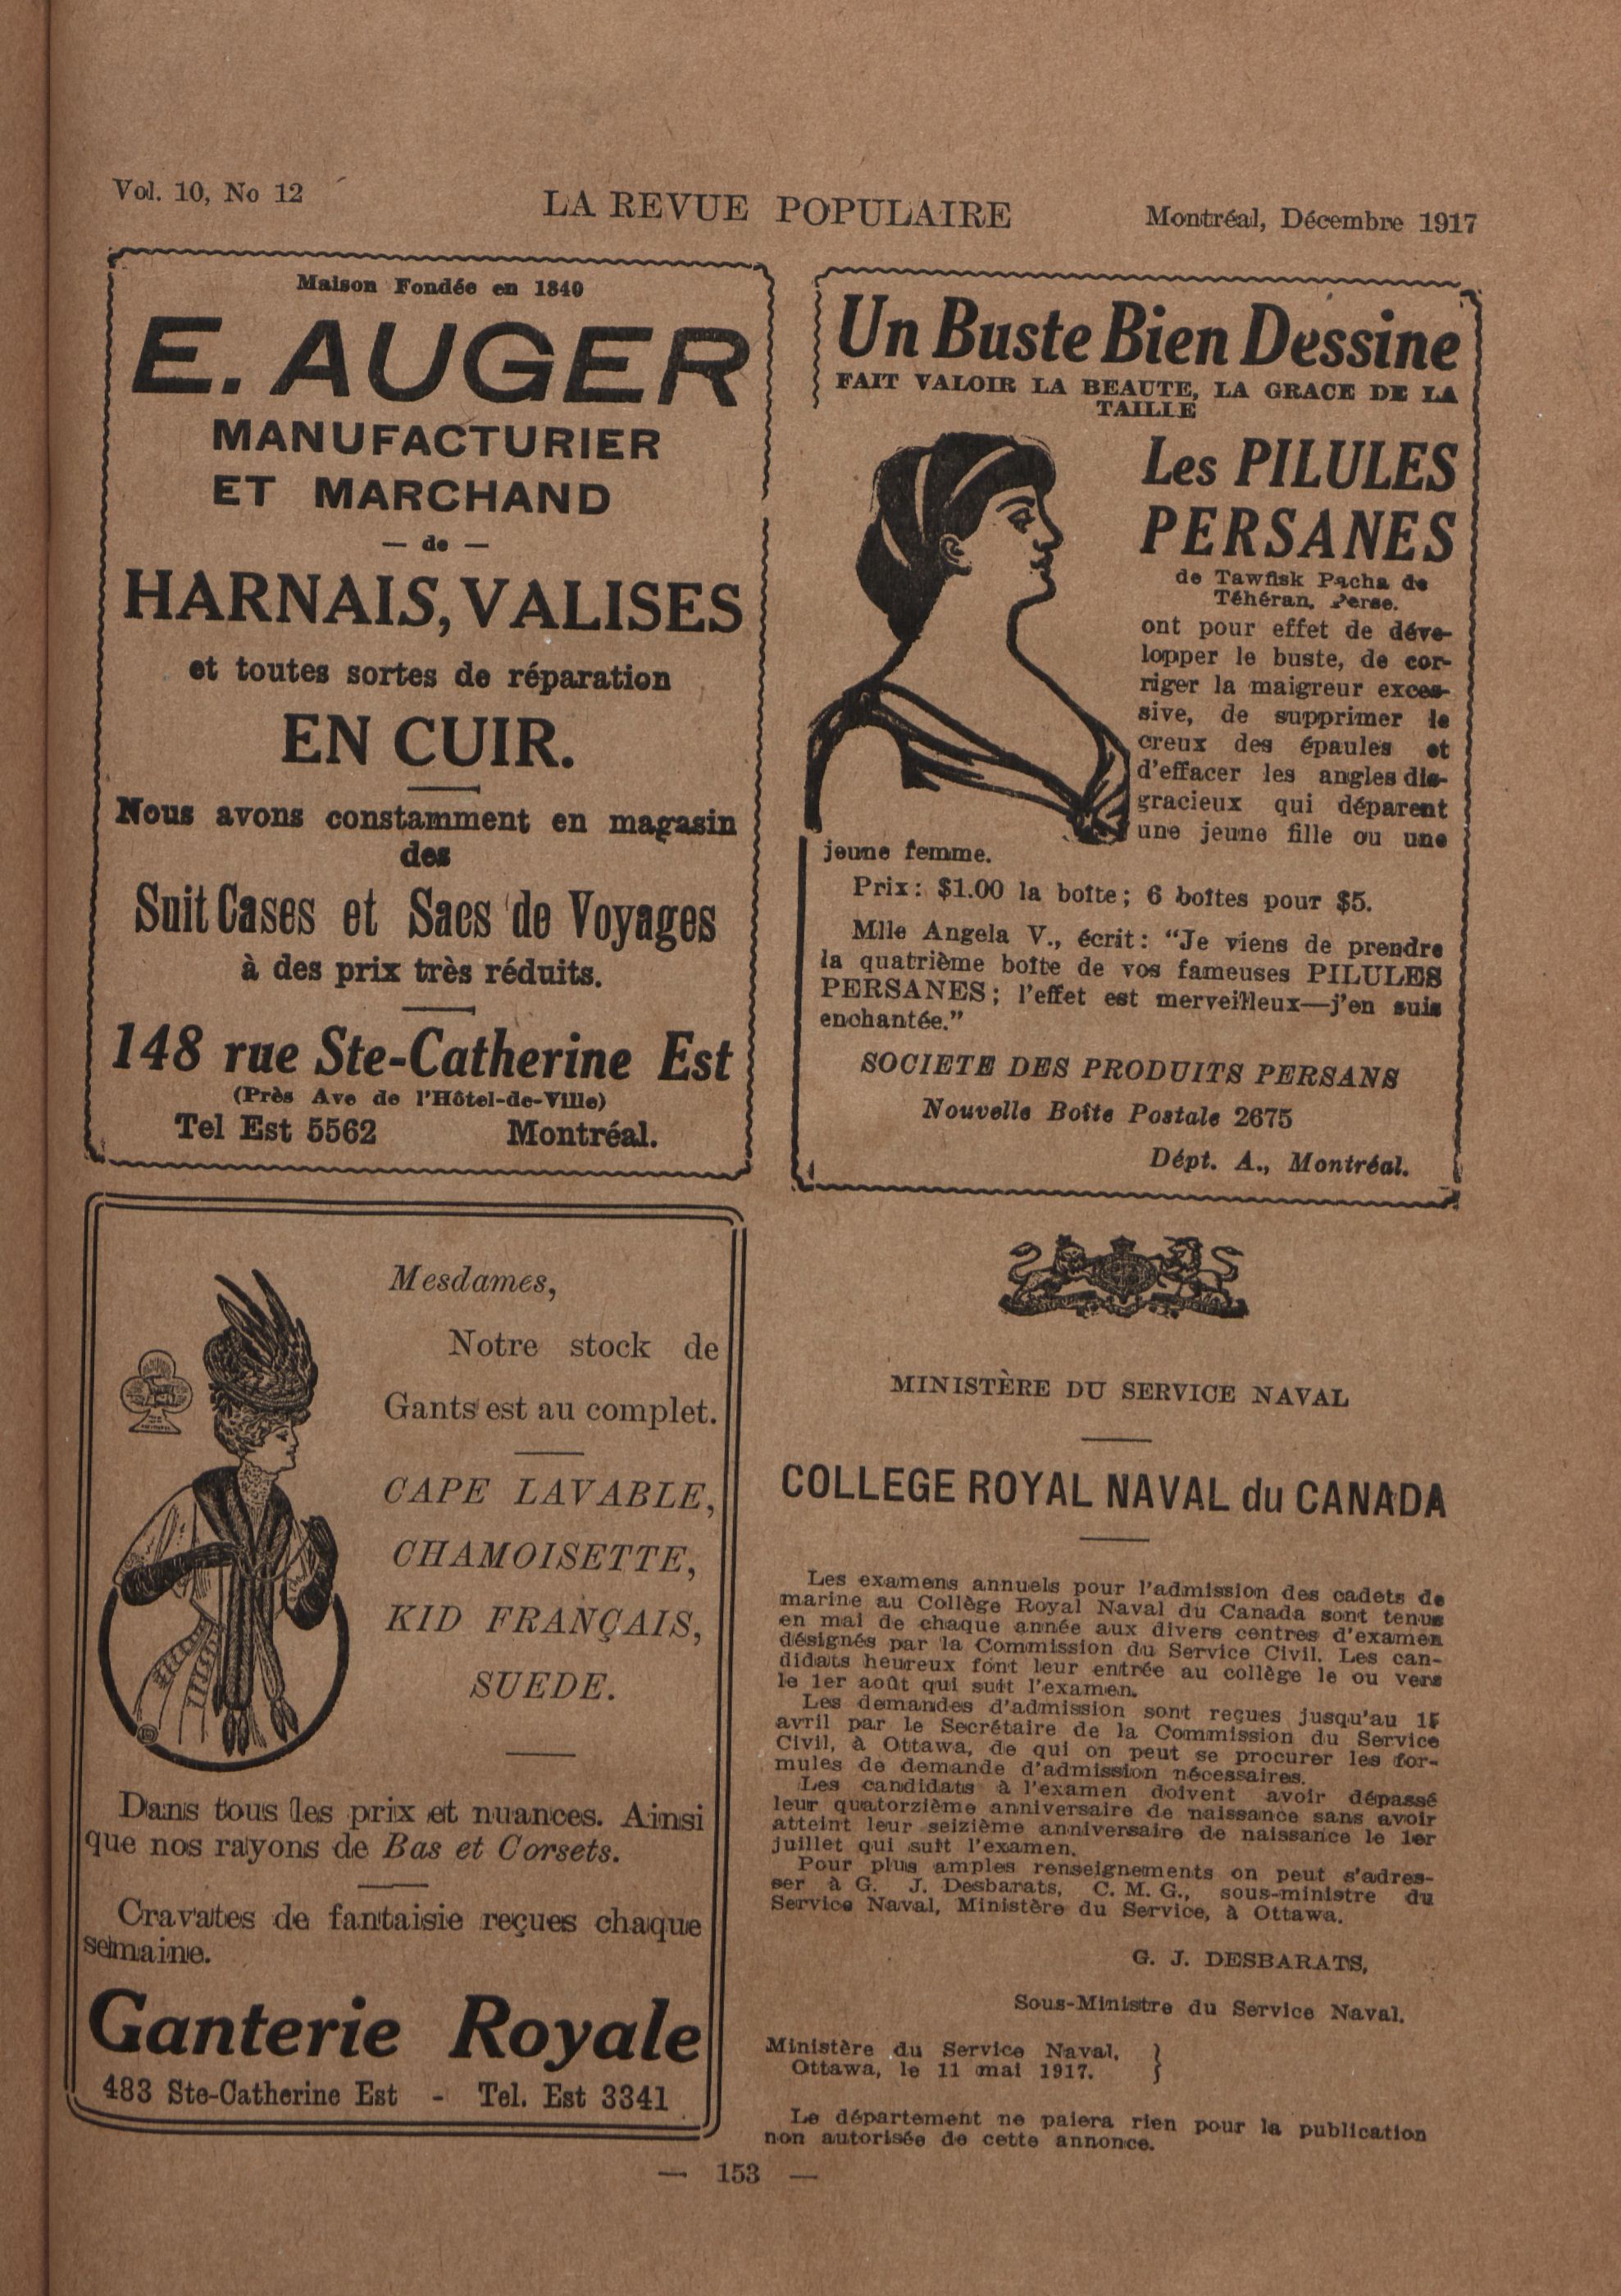 Vol. 10, No 12
LA REVUE POPULAIRE
Montréal, Décembre 1917
Maison Fondée en 1840
E. AUGER
MANUFACTURIER
ET MARCHAND
— de —
HARNAIS, VALISES
et toutes sortes de réparation
EN CUIR.
Nous avons constamment en magasin
des
Suit Cases et Sacs de Voyages
à des prix très réduits.
148 rue Ste-Catherine Est
(Près Ave de l'Hôtel-de-Ville)
Tel Est 5562 Montréal.
Un Buste Bien Dessine
FAIT VALOIR LA BEAUTE, LA GRACE DE LA
TAILLE
Les PILULES
PERSANES
de Tawfisk Pacha de
Téhéran, Perse.
ont pour effet de déve-
lopper le buste, de cor-
riger la maigreur exces-
sive, de supprimer le
creux des épaules et
d'effacer les angles dis-
gracieux qui déparent
une jeune fille ou une
jeune femme.
Prix: $1.00 la boîte; 6 boîtes pour $5.
Mlle Angela V., écrit: "Je viens de prendre
la quatrième boîte de vos fameuses PILULES
PERSANES; l'effet est merveilleux—j'en suis
enchantée."
SOCIETE DES PRODUITS PERSANS
Nouvelle Boîte Postale 2675
Dépt. A., Montréal.
Mesdames,
Notre stock de
Gants est au complet.
CAPE LAVABLE,
CHAMOISETTE,
KID FRANÇAIS,
SUEDE.
Dans tous les prix et nuances. Ainsi
que nos rayons de Bas et Corsets.
Cravates de fantaisie reçues chaque
semaine.
Ganterie Royale
483 Ste-Catherine Est - Tel. Est 3341
MINISTÈRE DU SERVICE NAVAL
COLLEGE ROYAL NAVAL du CANADA
Les examens annuels pour l'admission des cadets de
marine au Collège Royal Naval du Canada sont tenus
en mai de chaque année aux divers centres d'examen
désignés par la Commission du Service Civil. Les can-
didats heureux font leur entrée au collège le ou vers
le 1er août qui suit l'examen.
Les demandes d'admission sont reçues jusqu'au 15
avril par le Secrétaire de la Commission du Service
Civil, à Ottawa, de qui on peut se procurer les for-
mules de demande d'admission nécessaires.
Les candidats à l'examen doivent avoir dépassé
leur quatorzième anniversaire de naissance sans avoir
atteint leur seizième anniversaire de naissance le 1er
juillet qui suit l'examen.
Pour plus amples renseignements on peut s'adres-
ser à G. J. Desbarats, C. M. G., sous-ministre du
Service Naval, Ministère du Service, à Ottawa.
G. J. DESBARATS,
Sous-Ministre du Service Naval.
Ministère du Service Naval,
Ottawa, le 11 mai 1917. }
Le département ne paiera rien pour la publication
non autorisée de cette annonce.
— 153 —